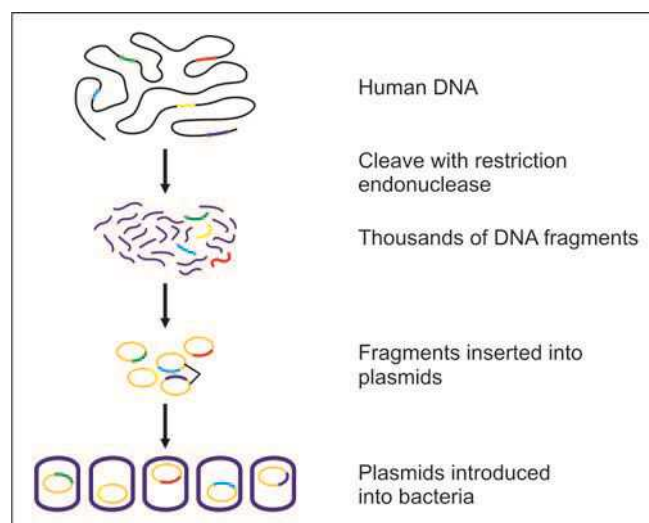 Human DNA
Cleave with restriction
endonuclease
Thousands of DNA fragments
Fragments inserted into
plasmids
Plasmids introduced
into bacteria